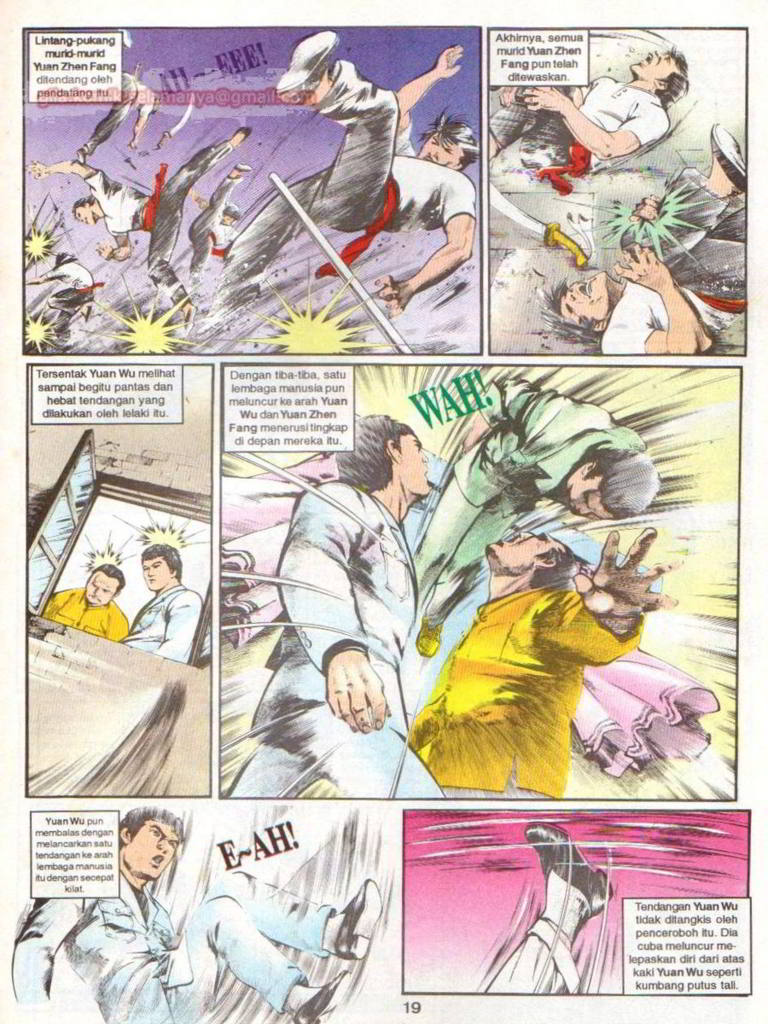 Lintang-pukang
murid-murid
Yuan Zhen Fang
ditendang oleh
pendatang itu.
AH~EEE!
Akhirnya, semua
murid Yuan Zhen
Fang pun telah
ditewaskan.
Tersentak Yuan Wu melihat
sampai begitu pantas dan
hebat tendangan yang
dilakukan oleh lelaki itu.
Dengan tiba-tiba, satu
lembaga manusia pun
meluncur ke arah Yuan
Wu dan Yuan Zhen
Fang menerusi tingkap
di depan mereka itu.
WAH!
Yuan Wu pun
membalas dengan
melancarkan satu
tendangan ke arah
lembaga manusia
itu dengan secepat
kilat.
E~AH!
Tendangan Yuan Wu
tidak ditangkis oleh
penceroboh itu. Dia
cuba meluncur me-
lepaskan diri dari atas
kaki Yuan Wu seperti
kumbang putus tali.
19